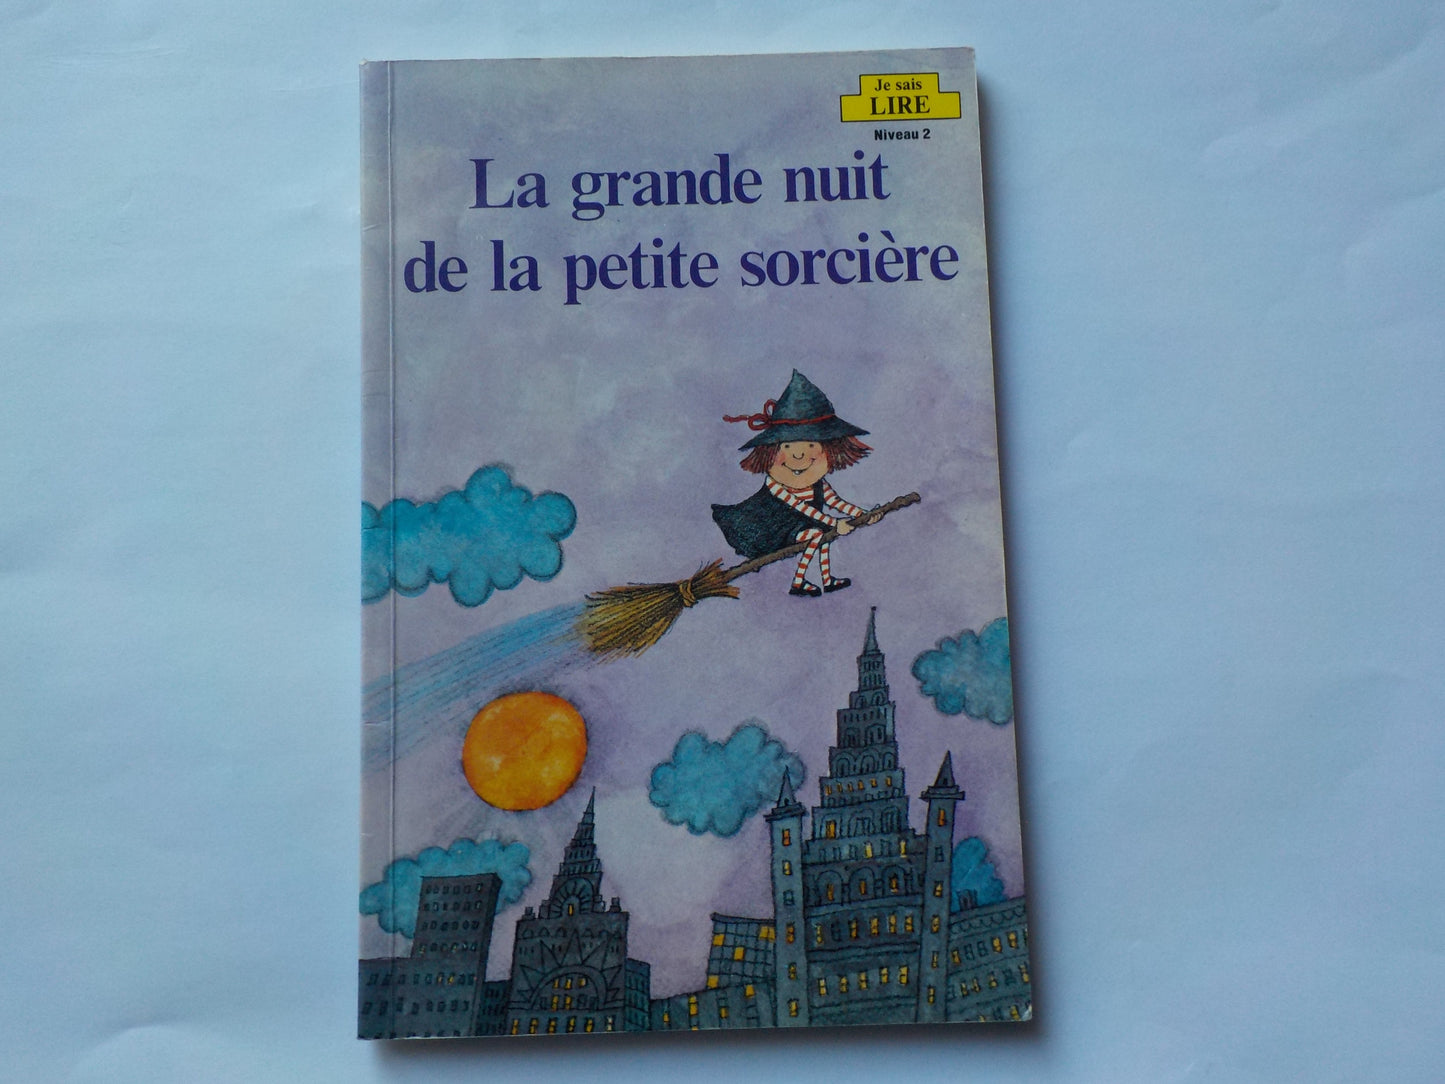 Je sais
LIRE
Niveau 2
La grande nuit
de la petite sorcière